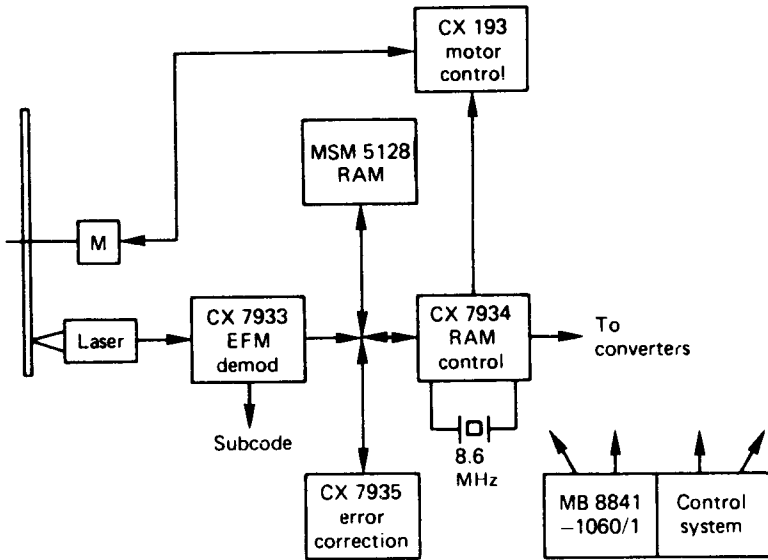 CX 193
motor
control
MSM 5128
RAM
M
Laser
CX 7933
EFM
demod
CX 7934
RAM
control
To
converters
Subcode
8.6
MHz
CX 7935
error
correction
MB 8841
–1060/1
Control
system